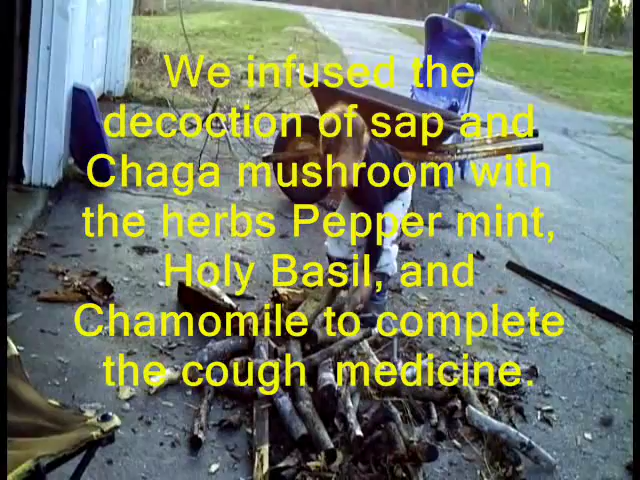 We infused the
decoction of sap and
Chaga mushroom with
the herbs Pepper mint,
Holy Basil, and
Chamomile to complete
the cough  medicine.